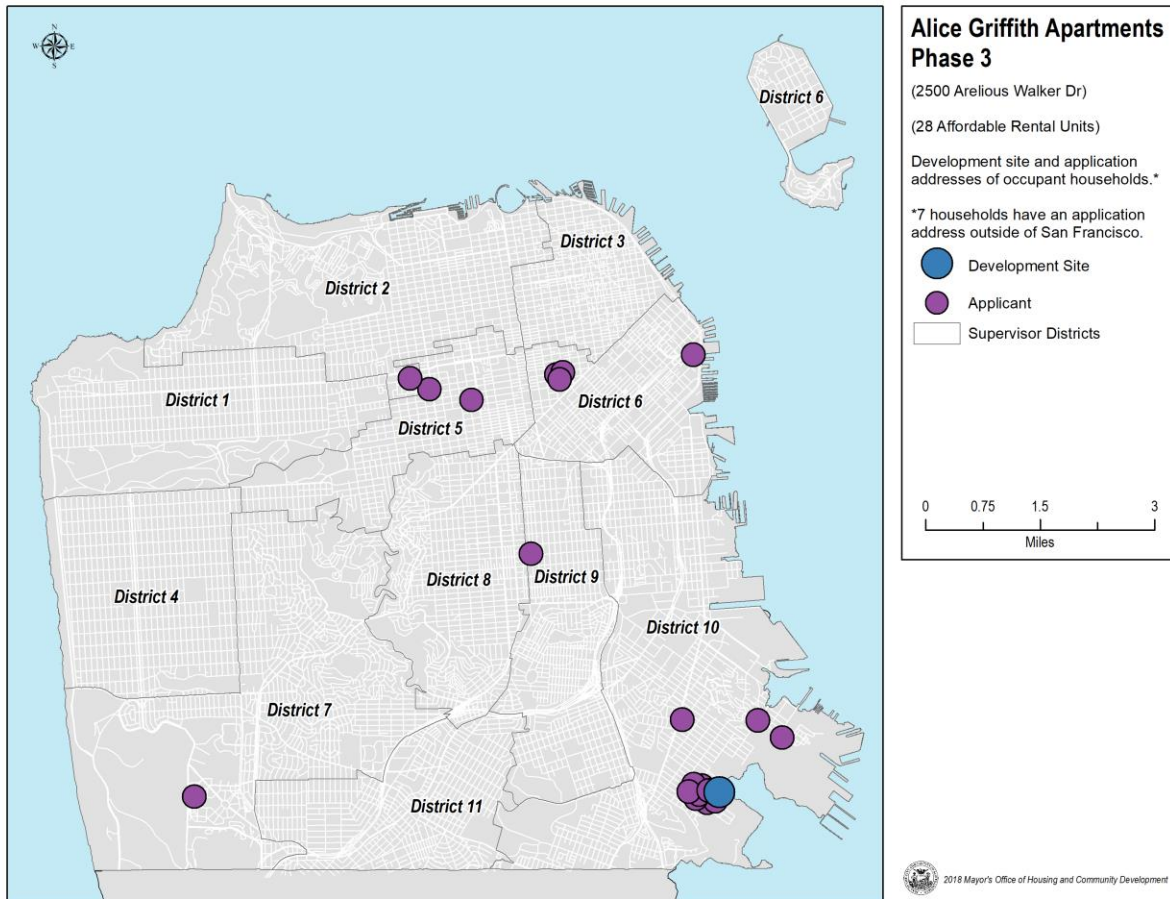 N
W E
S
District 6
District 3
District 2
District 1
District 6
District 5
District 8
District 9
District 4
District 10
District 7
District 11
Alice Griffith Apartments
Phase 3
(2500 Arelious Walker Dr)
(28 Affordable Rental Units)
Development site and application
addresses of occupant households.*
*7 households have an application
address outside of San Francisco.
Development Site
Applicant
Supervisor Districts
0 0.75 1.5 3
Miles
2018 Mayor's Office of Housing and Community Development